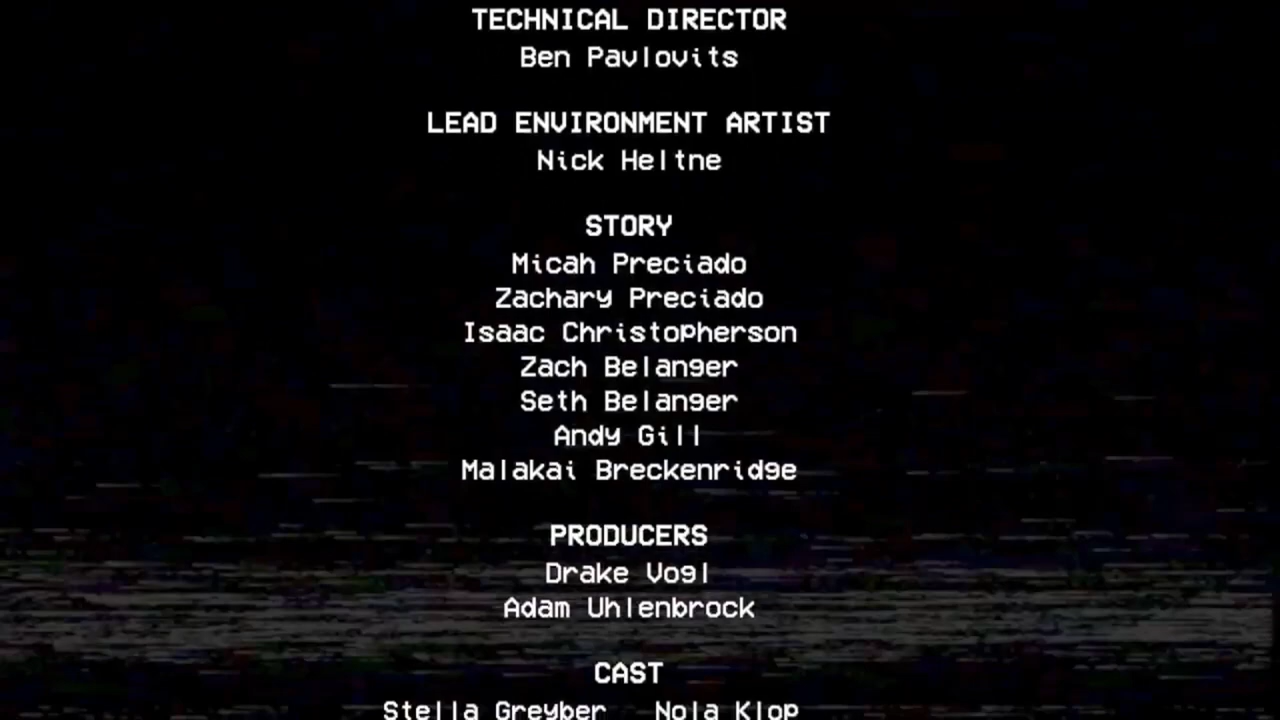 TECHNICAL DIRECTOR
Ben Pavlovits
LEAD ENVIRONMENT ARTIST
Nick Heltne
STORY
Micah Preciado
Zachary Preciado
Isaac Christopherson
Zach Belanger
Seth Belanger
Andy Gill
Malakai Breckenridge
PRODUCERS
Drake Vogl
Adam Uhlenbrock
CAST
Stella Greyber Nola Klop